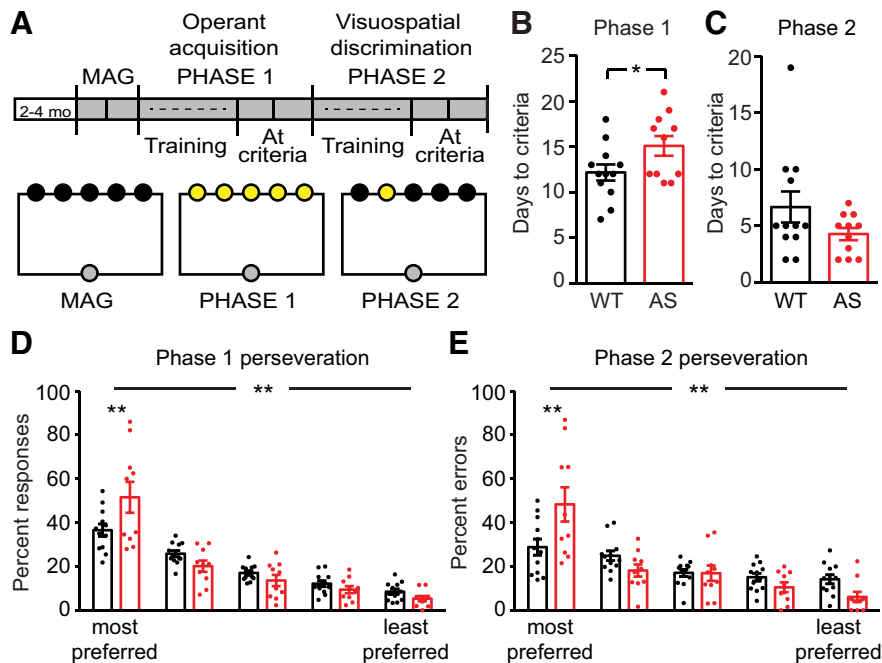 A
Operant
acquisition
Visuospatial
discrimination
MAG
PHASE 1
PHASE 2
2-4 mo
Training
At
criteria
Training
At
criteria
MAG
PHASE 1
PHASE 2
B
Phase 1
Days to criteria
25
20
15
10
5
0
*
WT
AS
C
Phase 2
Days to criteria
20
15
10
5
0
WT
AS
D
Phase 1 perseveration
Percent responses
100
80
60
40
20
0
**
**
most
preferred
least
preferred
E
Phase 2 perseveration
Percent errors
100
80
60
40
20
0
**
**
most
preferred
least
preferred